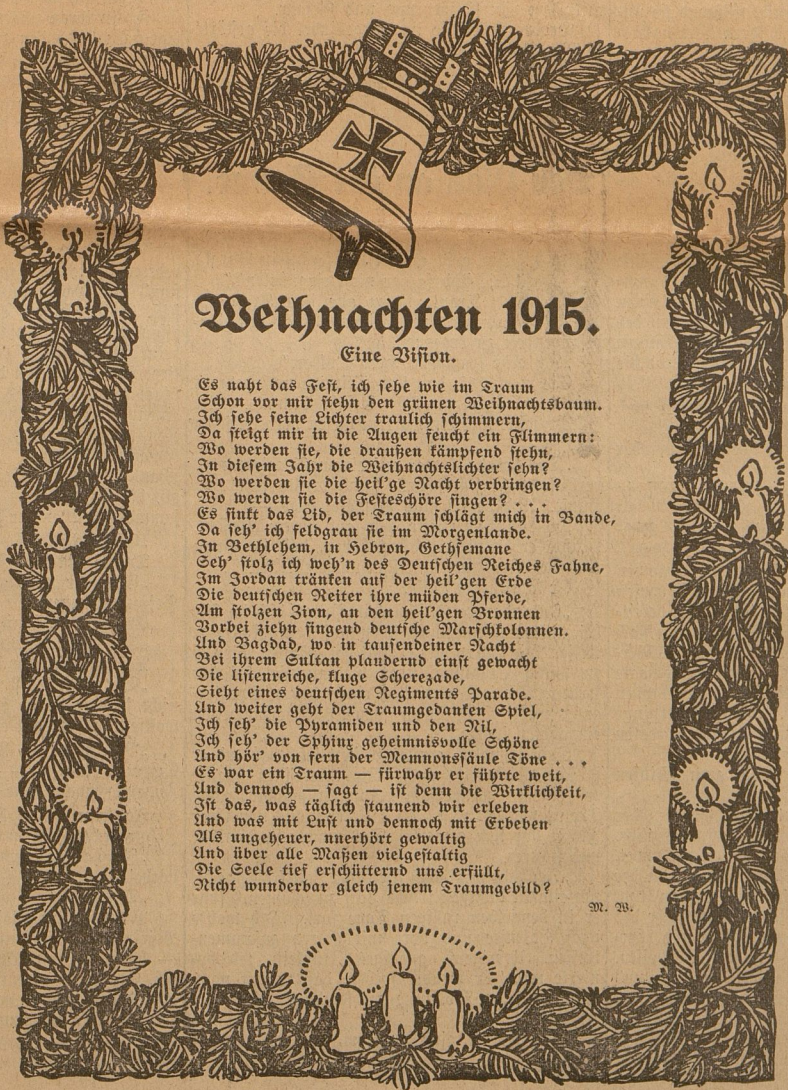 Weihnachten 1915.
Eine Vision.
Es naht das Fest, ich sehe wie im Traum
Schon vor mir stehn den grünen Weihnachtsbaum.
Ich sehe seine Lichter traulich schimmern,
Da steigt mir in die Augen feucht ein Flimmern:
Wo werden sie, die draußen kämpfend stehn,
In diesem Jahr die Weihnachtslichter sehn?
Wo werden sie die heil'ge Nacht verbringen?
Wo werden sie die Festeschöre singen? . . .
Es sinkt das Lid, der Traum schlägt mich in Bande,
Da seh' ich feldgrau sie im Morgenlande.
In Bethlehem, in Hebron, Gethsemane
Seh' stolz ich weh'n des Deutschen Reiches Fahne,
Im Jordan tränken auf der heil'gen Erde
Die deutschen Reiter ihre müden Pferde,
Am stolzen Zion, an den heil'gen Bronnen
Vorbei ziehn singend deutsche Marschkolonnen.
Und Bagdad, wo in tausendeiner Nacht
Bei ihrem Sultan plaudernd einst gewacht
Die listenreiche, kluge Scherezade,
Sieht eines deutschen Regiments Parade.
Und weiter geht der Traumgedanken Spiel,
Ich seh' die Pyramiden und den Nil,
Ich seh' der Sphinx geheimnisvolle Schöne
Und hör' von fern der Memnonsäule Töne . . .
Es war ein Traum — fürwahr er führte weit,
Und dennoch — sagt — ist denn die Wirklichkeit,
Ist das, was täglich staunend wir erleben
Und was mit Lust und dennoch mit Erbeben
Als ungeheuer, nnerhört gewaltig
Und über alle Maßen vielgestaltig
Die Seele tief erschütternd uns erfüllt,
Nicht wunderbar gleich jenem Traumgebild?
M. W.